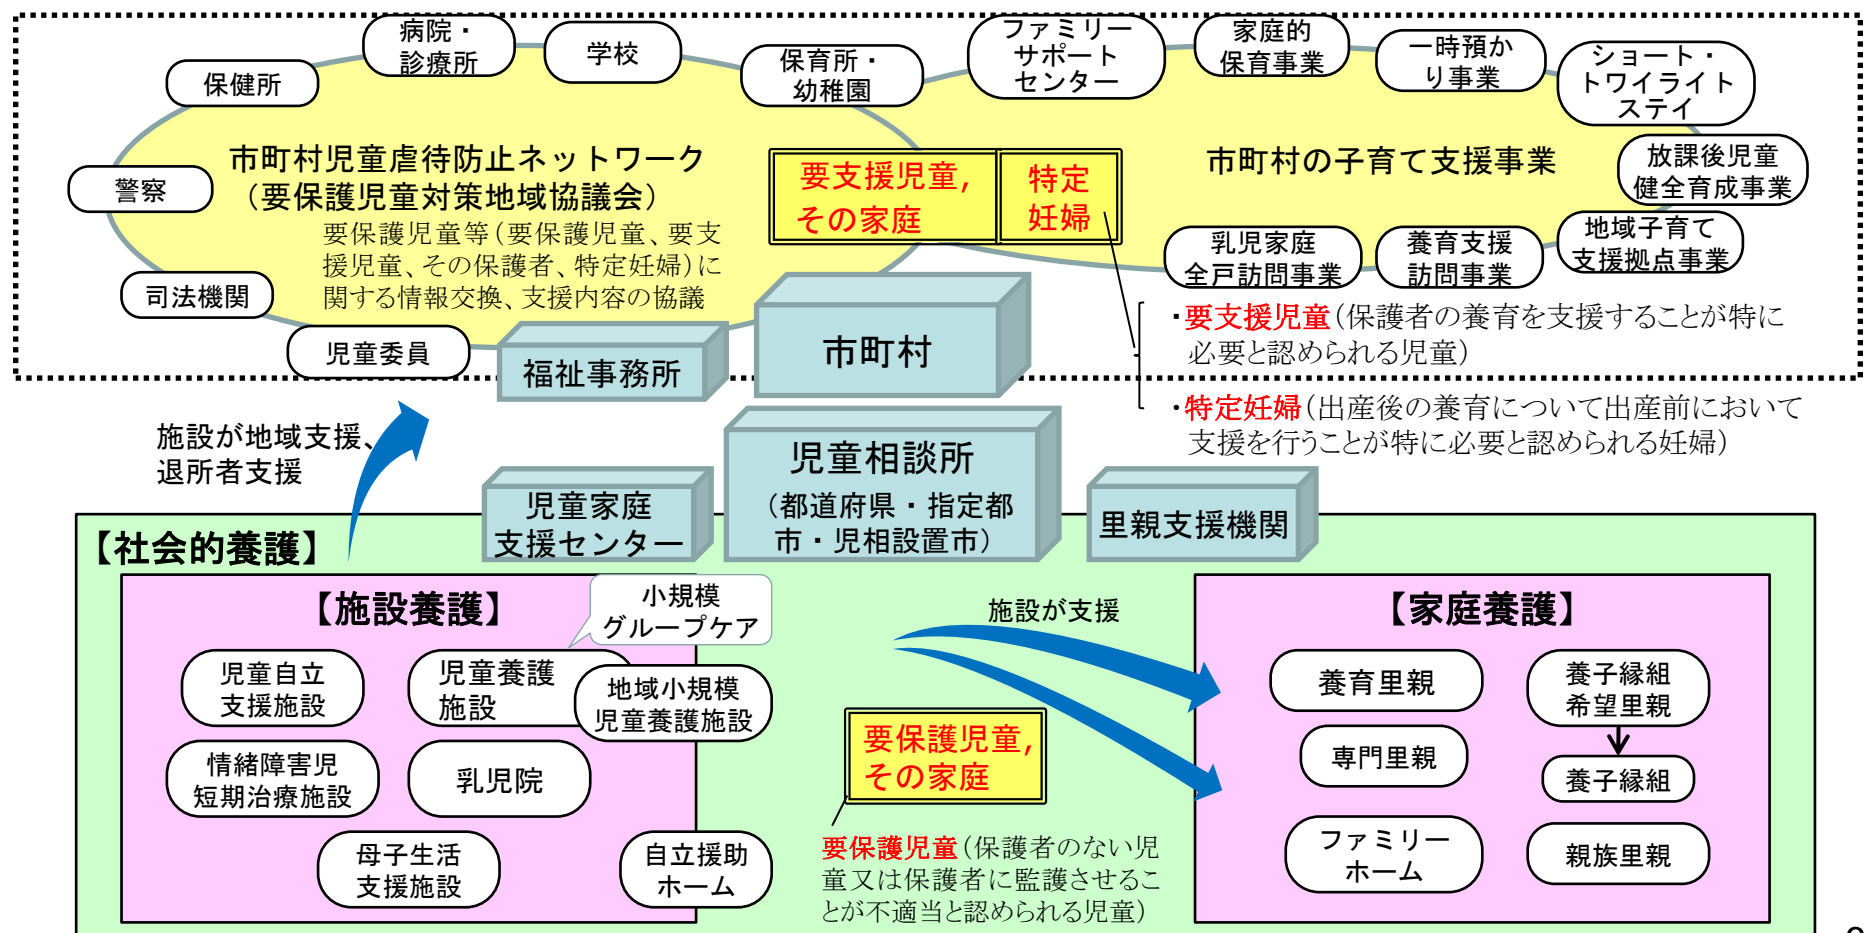 病院・
診療所
学校
保健所
保育所・
幼稚園
ファミリー
サポート
センター
家庭的
保育事業
一時預か
り事業
ショート・
トワイライト
ステイ
警察
市町村児童虐待防止ネットワーク
（要保護児童対策地域協議会）
要保護児童等（要保護児童、要支
援児童、その保護者、特定妊婦）に
関する情報交換、支援内容の協議
要支援児童，
その家庭
特定
妊婦
市町村の子育て支援事業
放課後児童
健全育成事業
地域子育て
支援拠点事業
養育支援
訪問事業
乳児家庭
全戸訪問事業
司法機関
児童委員
福祉事務所
市町村
・要支援児童（保護者の養育を支援することが特に
必要と認められる児童）
・特定妊婦（出産後の養育について出産前において
支援を行うことが特に必要と認められる妊婦）
施設が地域支援、
退所者支援
児童相談所
（都道府県・指定都
市・児相設置市）
児童家庭
支援センター
里親支援機関
【社会的養護】
【施設養護】
小規模
グループケア
児童自立
支援施設
児童養護
施設
地域小規模
児童養護施設
情緒障害児
短期治療施設
乳児院
母子生活
支援施設
自立援助
ホーム
施設が支援
要保護児童，
その家庭
要保護児童（保護者のない児
童又は保護者に監護させるこ
とが不適当と認められる児童）
【家庭養護】
養育里親
養子縁組
希望里親
専門里親
養子縁組
ファミリー
ホーム
親族里親